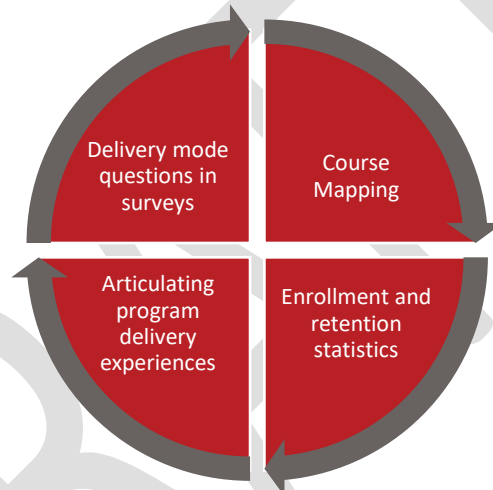 Delivery mode
questions in
surveys
Course
Mapping
Articulating
program
delivery
experiences
Enrollment and
retention
statistics